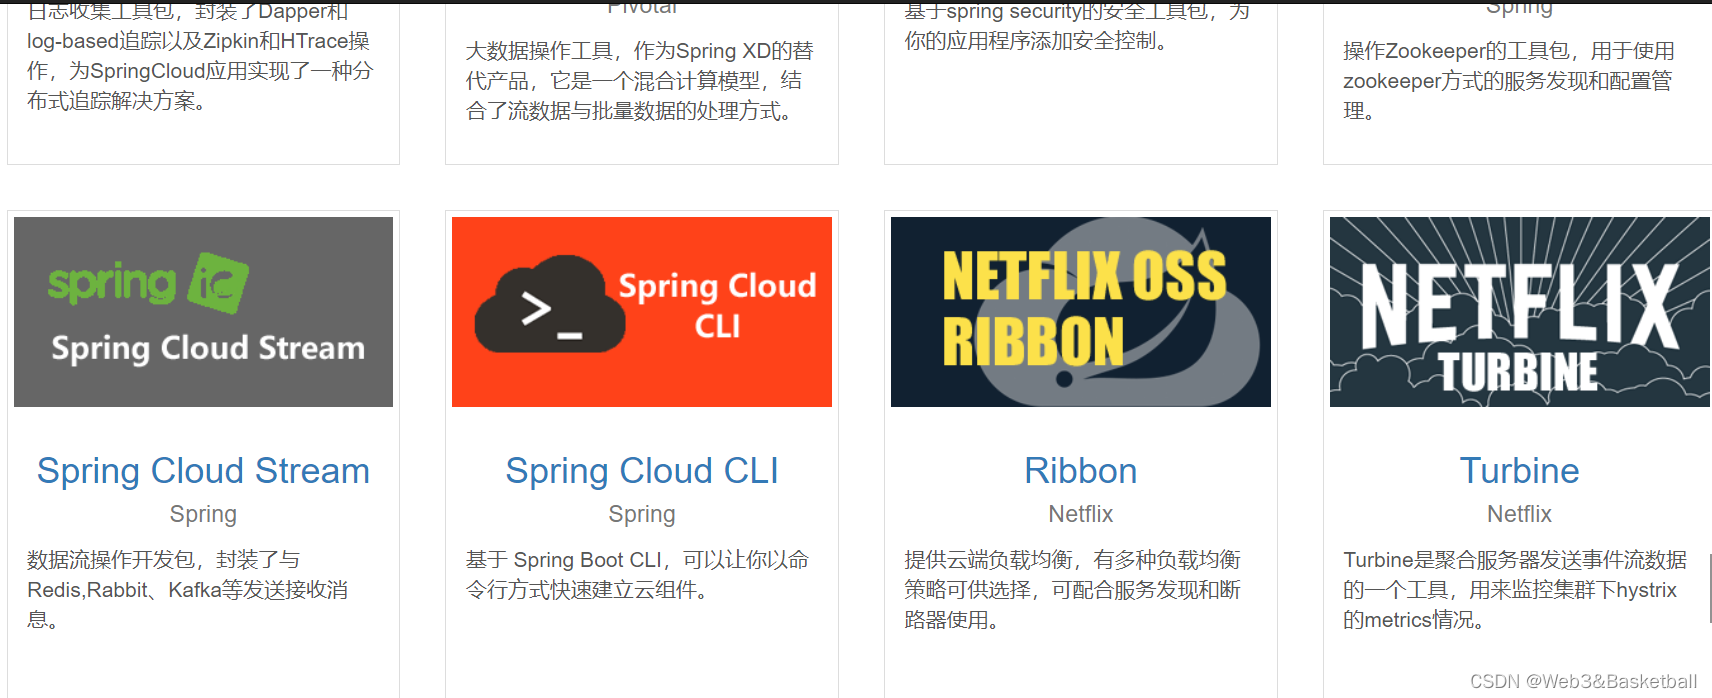 日志收集工具包，封装了Dapper和
log-based追踪以及Zipkin和HTrace操
作，为SpringCloud应用实现了一种分
布式追踪解决方案。
Pivotal
大数据操作工具，作为Spring XD的替
代产品，它是一个混合计算模型，结
合了流数据与批量数据的处理方式。
基于spring security的安全工具包，为
你的应用程序添加安全控制。
Spring
操作Zookeeper的工具包，用于使用
zookeeper方式的服务发现和配置管
理。
spring io
Spring Cloud Stream
Spring Cloud Stream
Spring
数据流操作开发包，封装了与
Redis,Rabbit、Kafka等发送接收消
息。
>_
Spring Cloud
CLI
Spring Cloud CLI
Spring
基于 Spring Boot CLI，可以让你以命
令行方式快速建立云组件。
NETFLIX OSS
RIBBON
Ribbon
Netflix
提供云端负载均衡，有多种负载均衡
策略可供选择，可配合服务发现和断
路器使用。
NETFLIX
TURBINE
Turbine
Netflix
Turbine是聚合服务器发送事件流数据
的一个工具，用来监控集群下hystrix
的metrics情况。
CSDN @Web3&Basketball